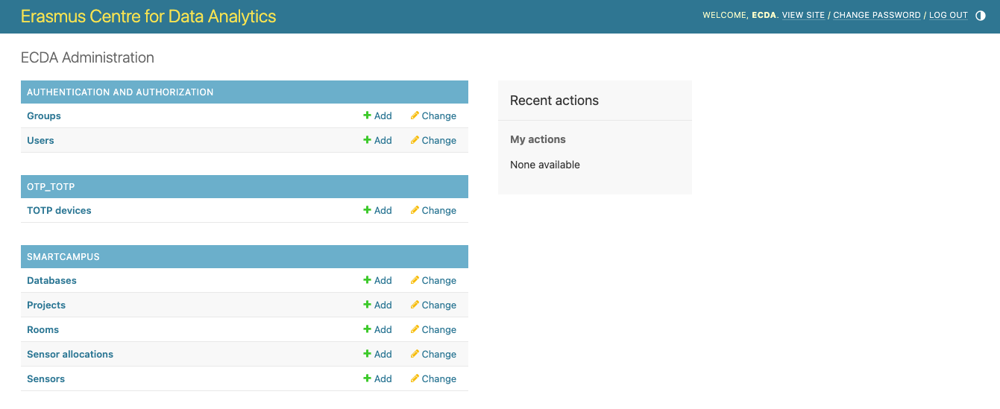 Erasmus Centre for Data Analytics
WELCOME, ECDA. VIEW SITE / CHANGE PASSWORD / LOG OUT
ECDA Administration
AUTHENTICATION AND AUTHORIZATION
Groups Add Change
Users Add Change
OTP_TOTP
TOTP devices Add Change
SMARTCAMPUS
Databases Add Change
Projects Add Change
Rooms Add Change
Sensor allocations Add Change
Sensors Add Change
Recent actions
My actions
None available